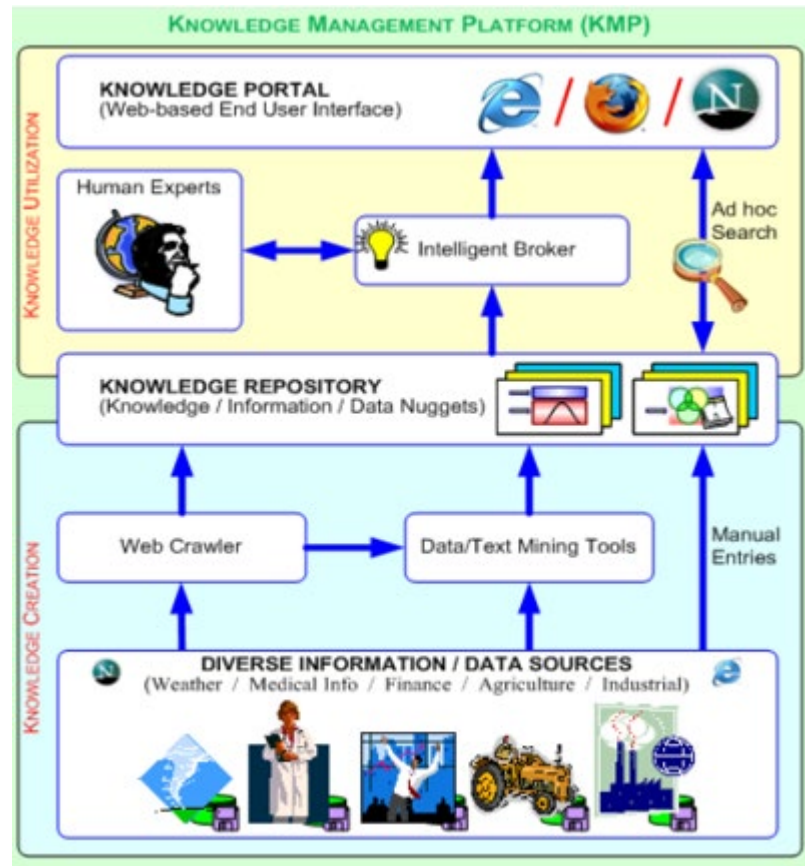 KNOWLEDGE MANAGEMENT PLATFORM (KMP)
KNOWLEDGE UTILIZATION
KNOWLEDGE PORTAL
(Web-based End User Interface)
e / / N
Human Experts
Intelligent Broker
Ad hoc
Search
KNOWLEDGE REPOSITORY
(Knowledge / Information / Data Nuggets)
KNOWLEDGE CREATION
Web Crawler
Data/Text Mining Tools
Manual
Entries
DIVERSE INFORMATION / DATA SOURCES
N
e
(Weather / Medical Info / Finance / Agriculture / Industrial)